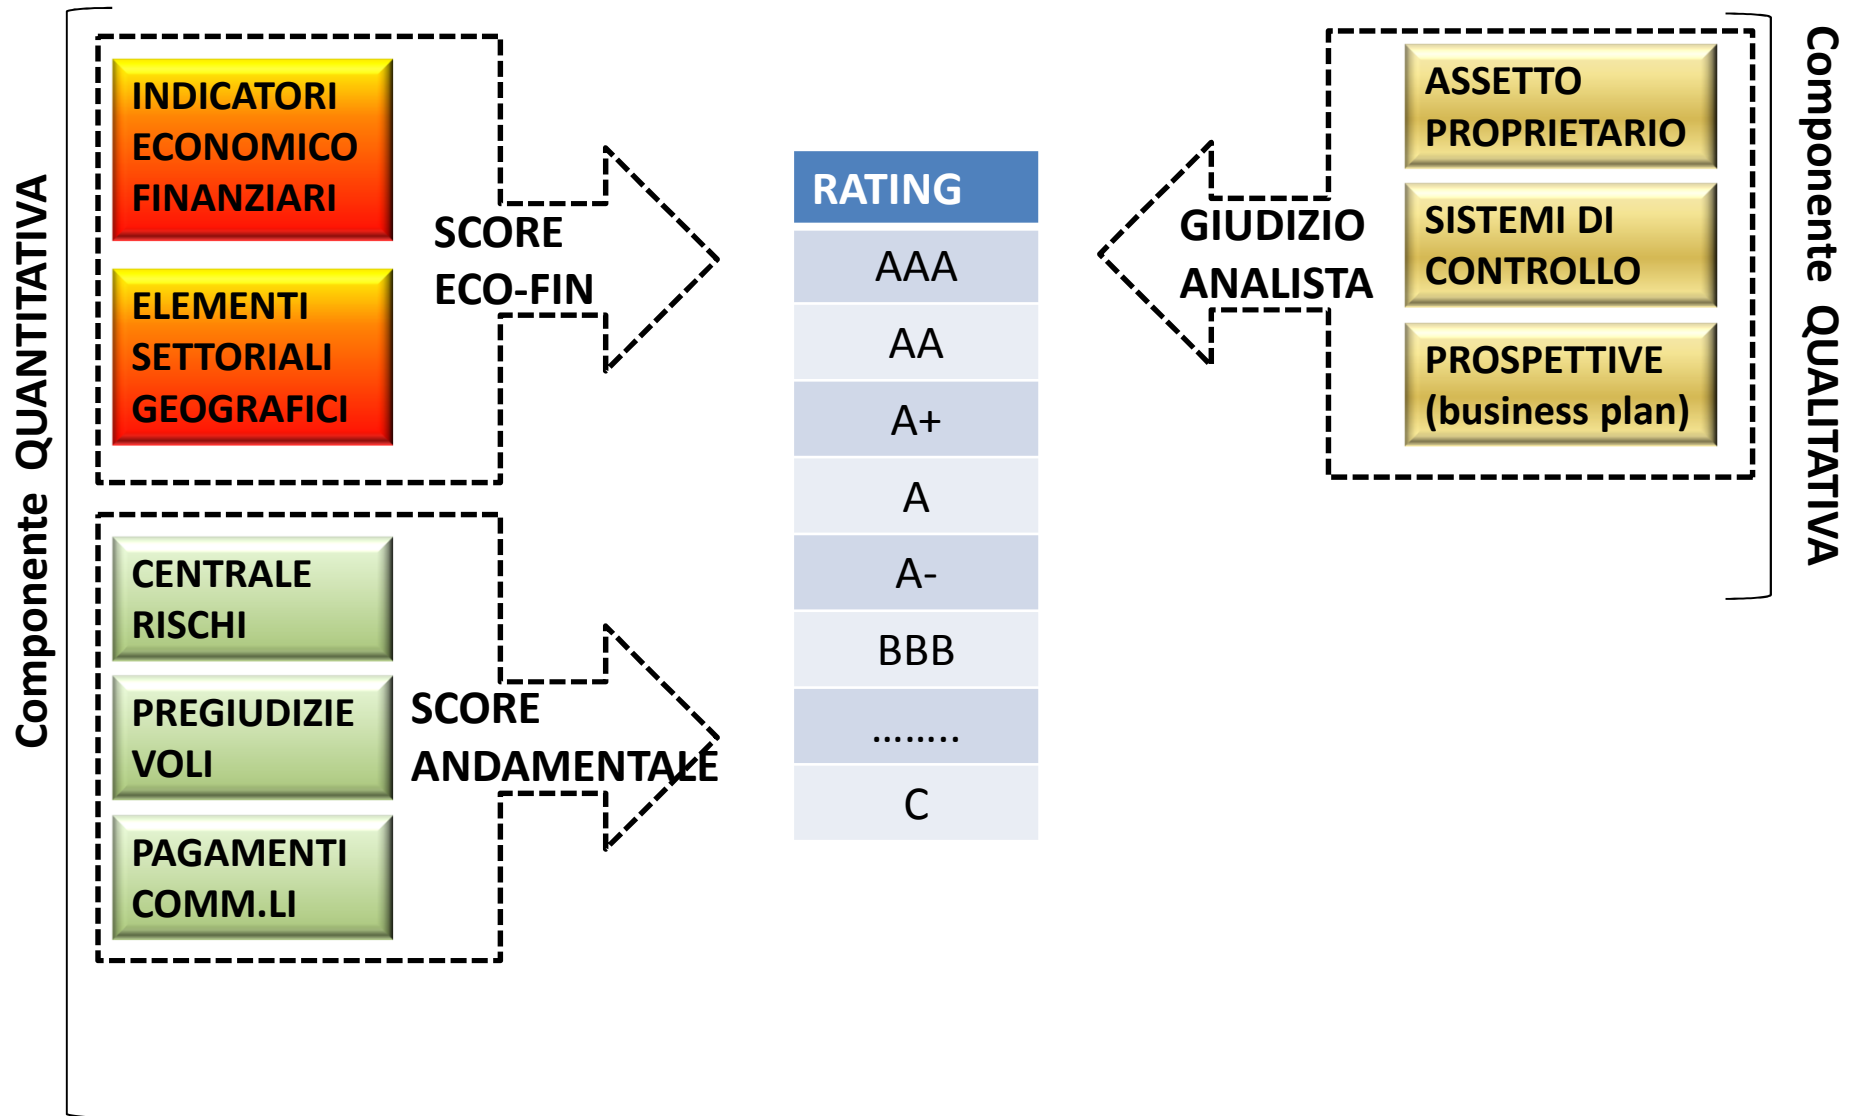 Componente QUANTITATIVA
INDICATORI
ECONOMICO
FINANZIARI
ELEMENTI
SETTORIALI
GEOGRAFICI
SCORE
ECO-FIN
CENTRALE
RISCHI
PREGIUDIZIE
VOLI
PAGAMENTI
COMM.LI
SCORE
ANDAMENTALE
RATING
AAA
AA
A+
A
A-
BBB
........
C
GIUDIZIO
ANALISTA
ASSETTO
PROPRIETARIO
SISTEMI DI
CONTROLLO
PROSPETTIVE
(business plan)
Componente QUALITATIVA